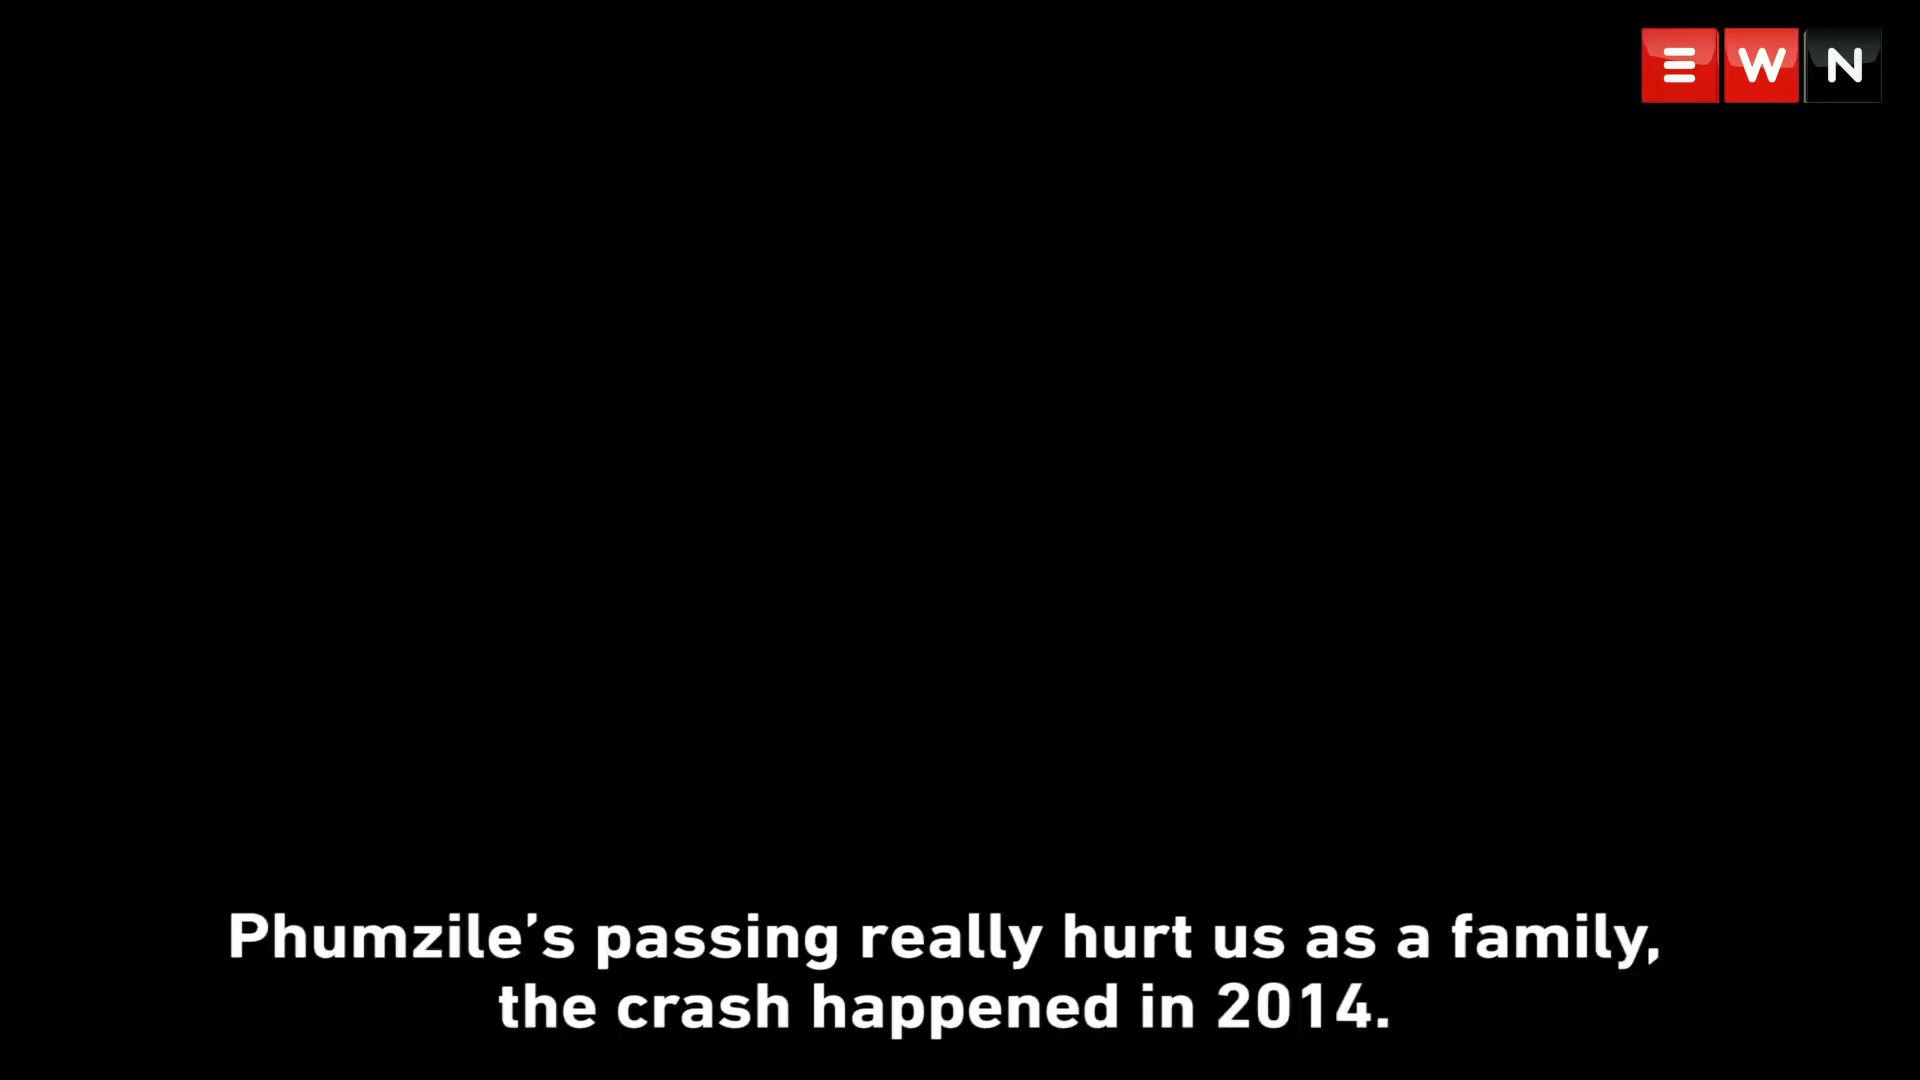 EWN
Phumzile’s passing really hurt us as a family,
the crash happened in 2014.